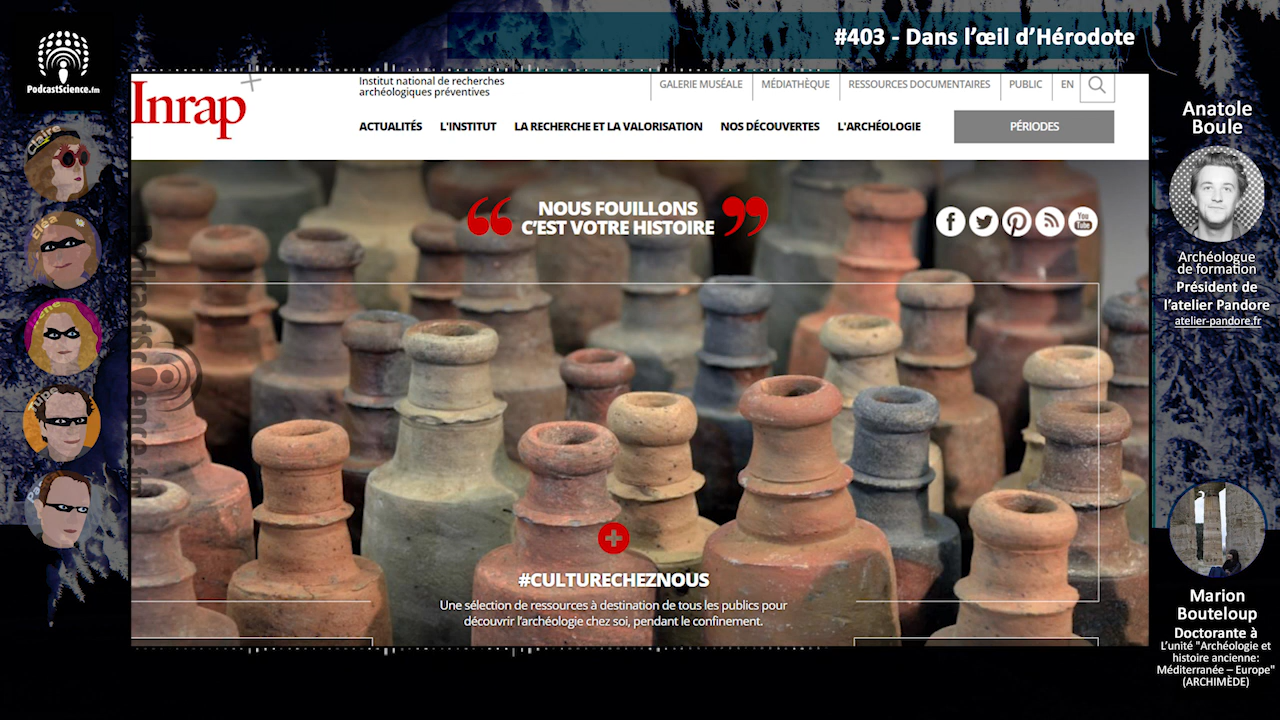 #403 - Dans l'œil d'Hérodote
PodcastScience.fm
Inrap
Institut national de recherches
archéologiques préventives
GALERIE MUSÉALE
MÉDIATHÈQUE
RESSOURCES DOCUMENTAIRES
PUBLIC
EN
ACTUALITÉS
L'INSTITUT
LA RECHERCHE ET LA VALORISATION
NOS DÉCOUVERTES
L'ARCHÉOLOGIE
PÉRIODES
NOUS FOUILLONS
C'EST VOTRE HISTOIRE
You
Tube
#CULTURECHEZNOUS
Une sélection de ressources à destination de tous les publics pour
découvrir l'archéologie chez soi, pendant le confinement.
Claire
Cléa
Anatole
Boule
Archéologue
de formation
Président de
l'atelier Pandore
atelier-pandore.fr
Marion
Bouteloup
Doctorante à
L'unité "Archéologie et
histoire ancienne:
Méditerranée – Europe"
(ARCHIMÈDE)